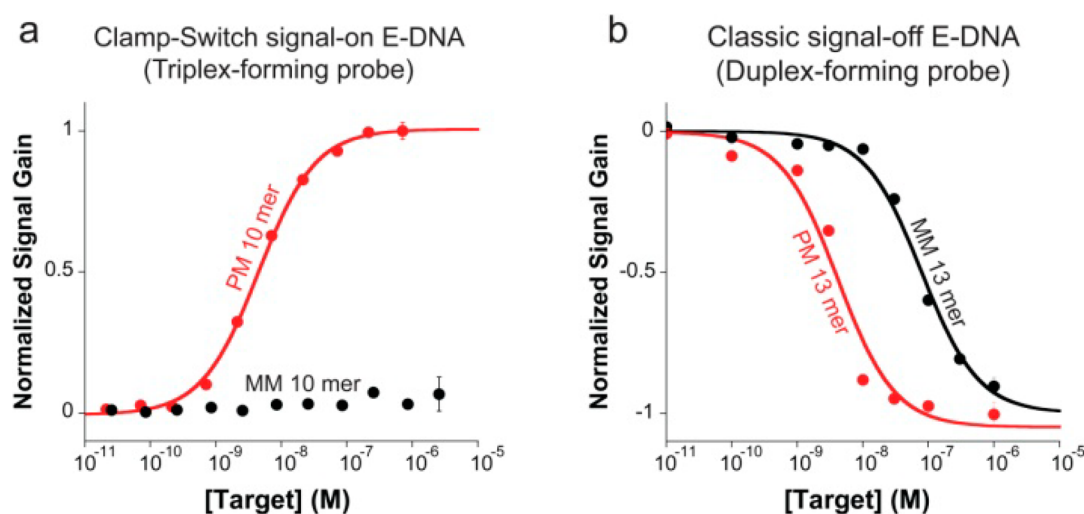 a
Clamp-Switch signal-on E-DNA
(Triplex-forming probe)
Normalized Signal Gain
1
0.5
0
PM 10 mer
MM 10 mer
10-11
10-10
10-9
10-8
10-7
10-6
10-5
[Target] (M)
b
Classic signal-off E-DNA
(Duplex-forming probe)
Normalized Signal Gain
0
-0.5
-1
PM 13 mer
MM 13 mer
10-11
10-10
10-9
10-8
10-7
10-6
10-5
[Target] (M)